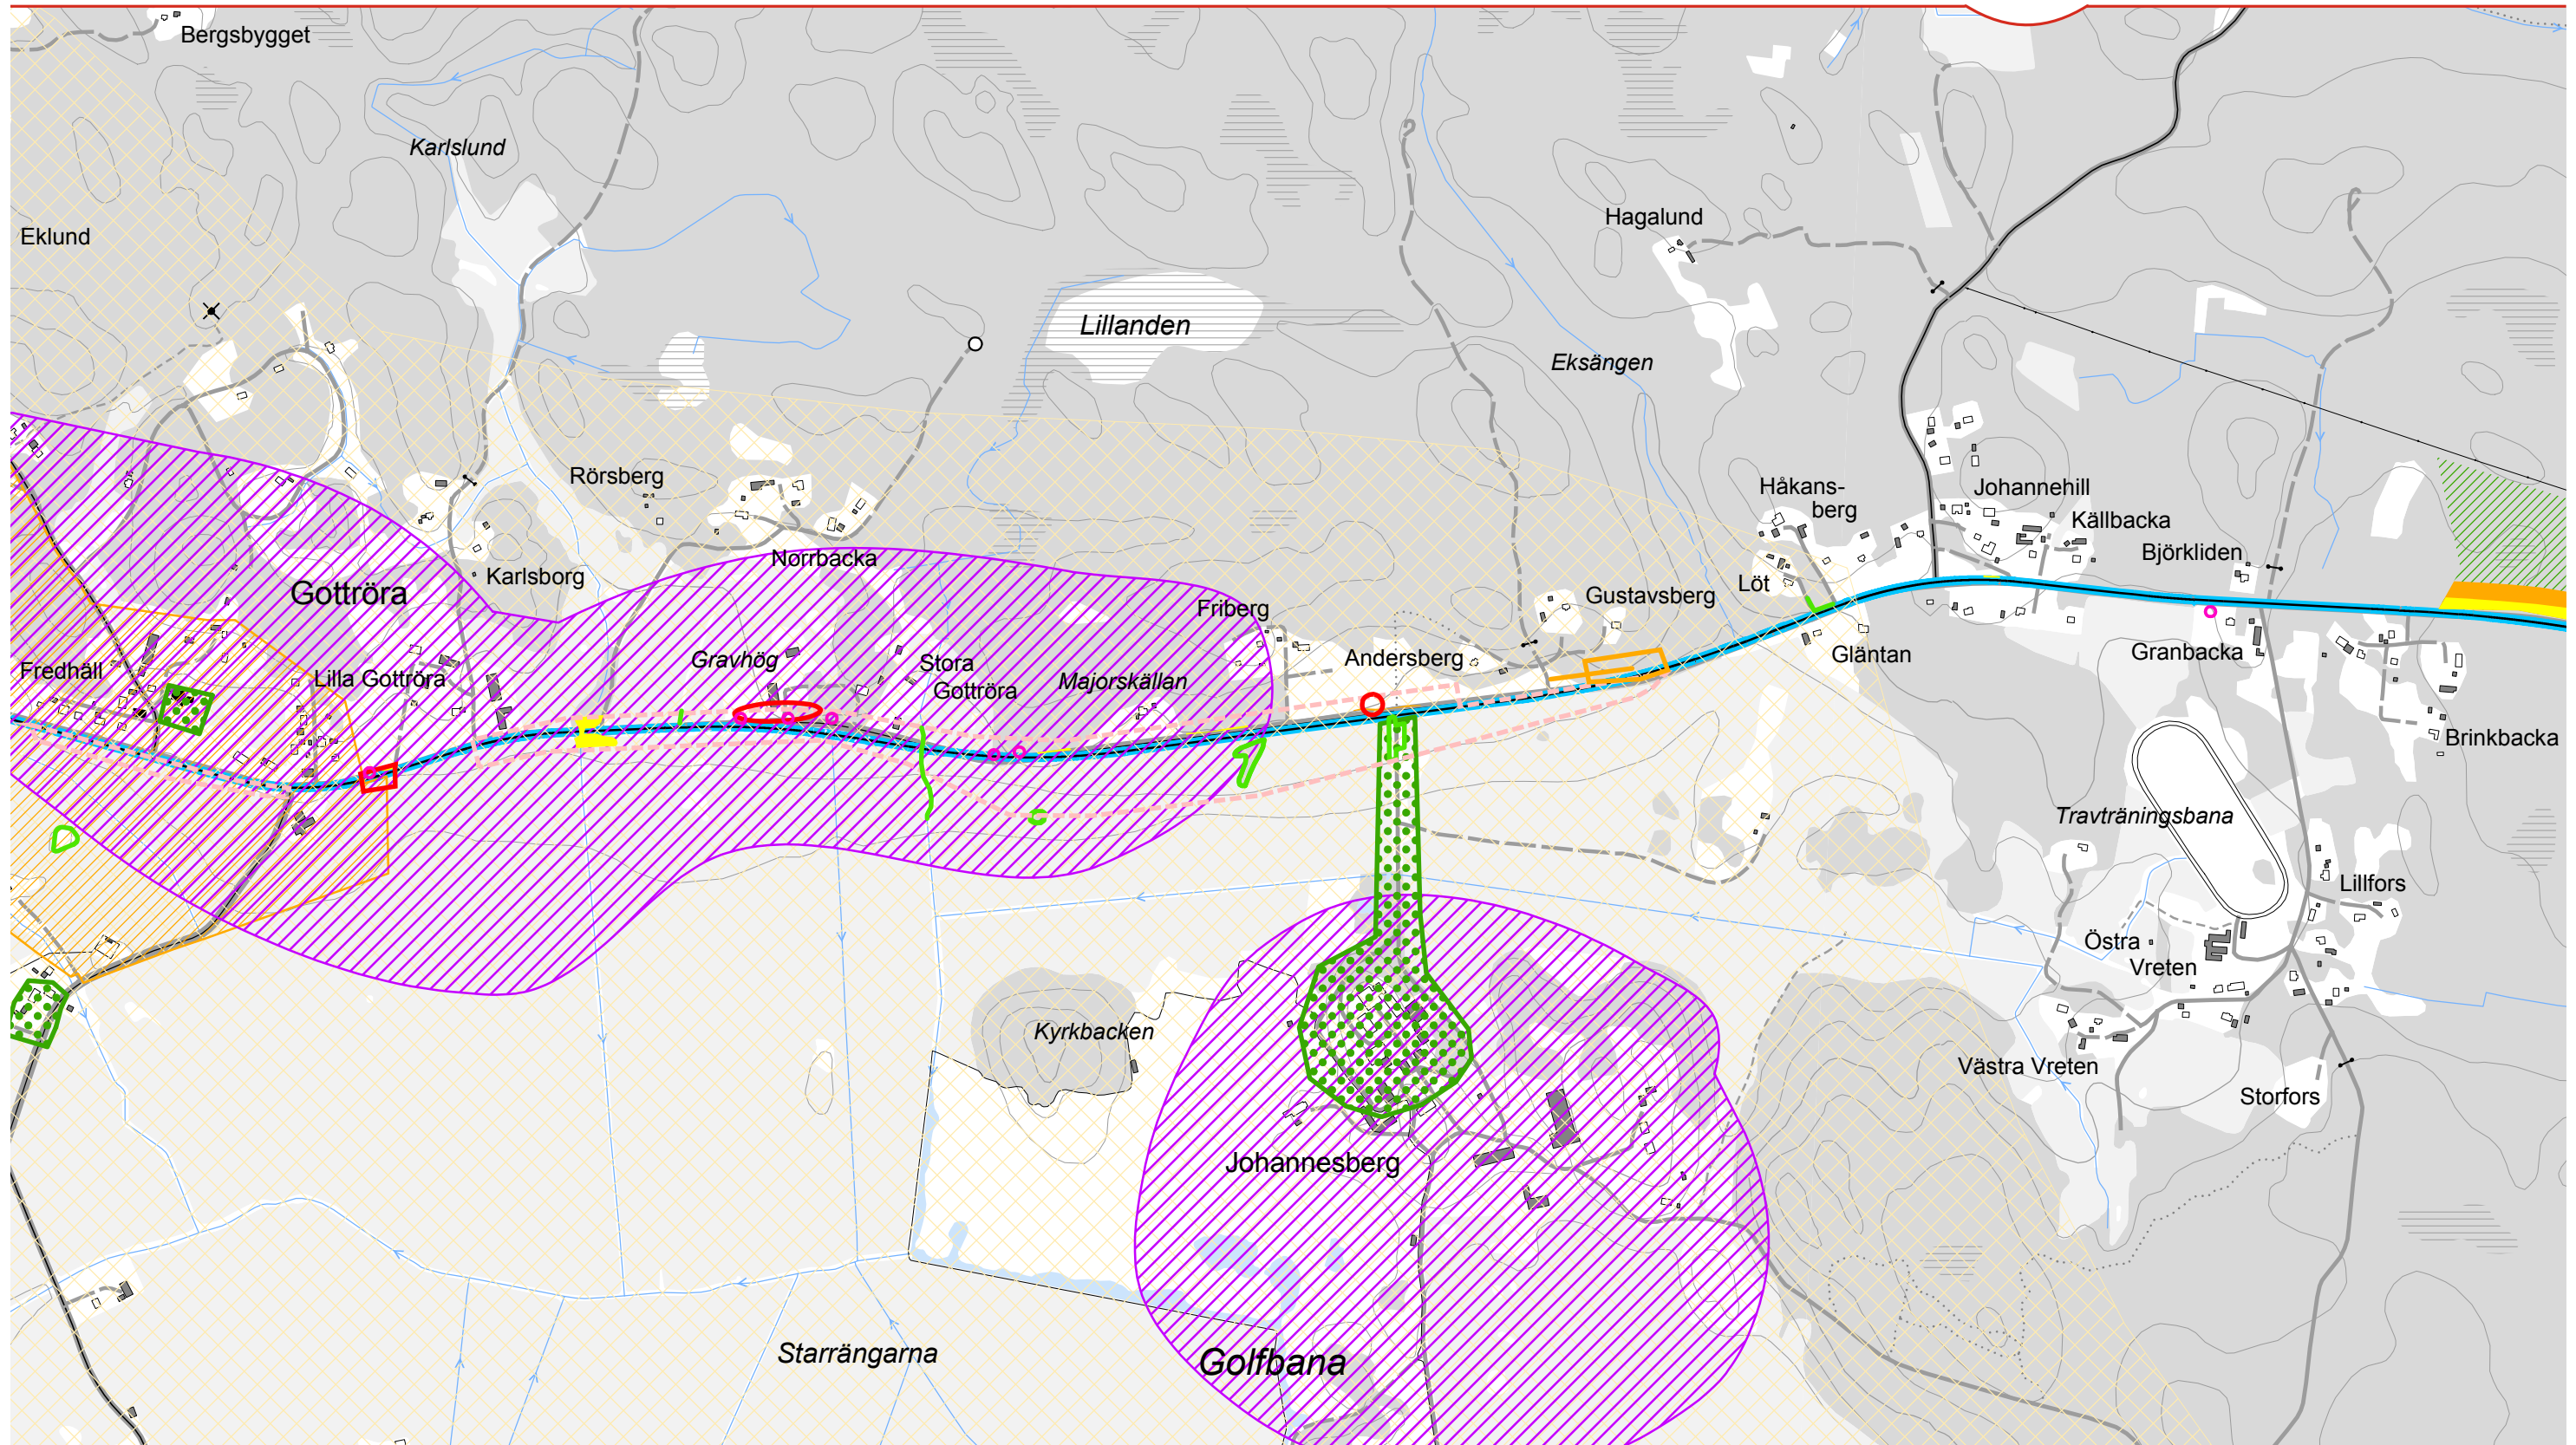 Bergsbygget
Karlslund
Hagalund
Eklund
Lillanden
Eksängen
Rörsberg
Håkans-
berg
Johannehill
Källbacka
Björkliden
Norrbacka
Karlsborg
Gottröra
Löt
Gustavsberg
Friberg
Andersberg
Gläntan
Granbacka
Gravhög
Stora
Gottröra
Majorskällan
Fredhäll
Lilla Gottröra
Brinkbacka
Travträningsbana
Lillfors
Östra
Vreten
Kyrkbacken
Västra Vreten
Storfors
Johannesberg
Starrängarna
Golfbana